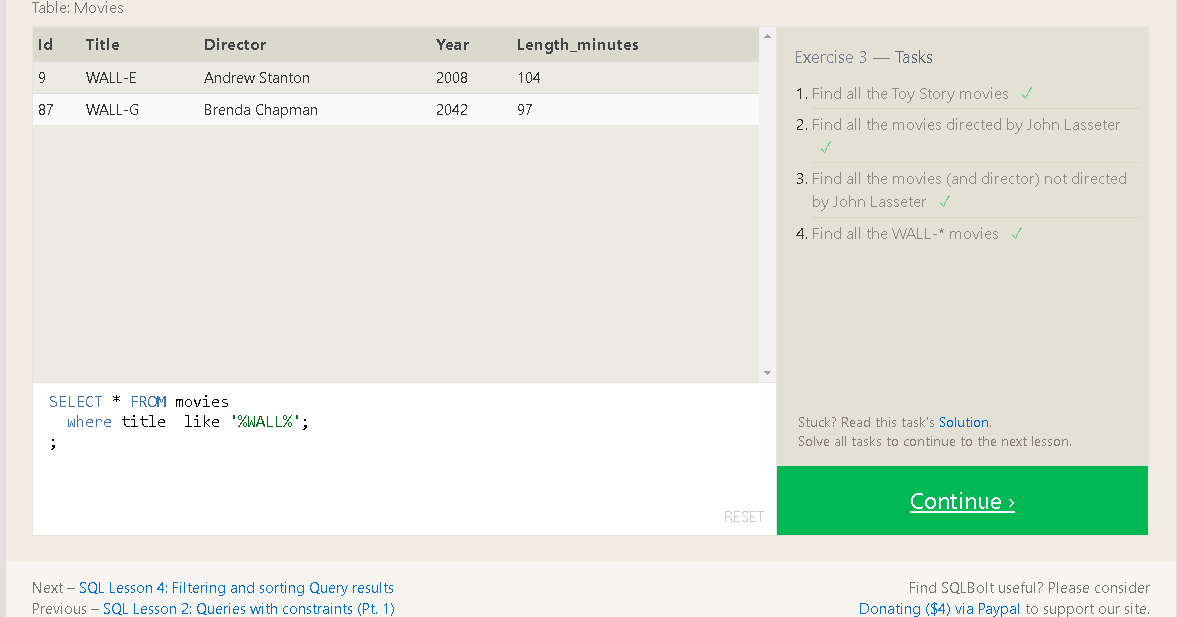 Table: Movies
Id Title Director Year Length_minutes
9 WALL-E Andrew Stanton 2008 104
87 WALL-G Brenda Chapman 2042 97
SELECT * FROM movies
  where title  like '%WALL%';
;
RESET
Exercise 3 — Tasks
1. Find all the Toy Story movies ✓
2. Find all the movies directed by John Lasseter
✓
3. Find all the movies (and director) not directed
by John Lasseter ✓
4. Find all the WALL-* movies ✓
Stuck? Read this task's Solution.
Solve all tasks to continue to the next lesson.
Continue ›
Next – SQL Lesson 4: Filtering and sorting Query results
Previous – SQL Lesson 2: Queries with constraints (Pt. 1)
Find SQLBolt useful? Please consider
Donating ($4) via Paypal to support our site.